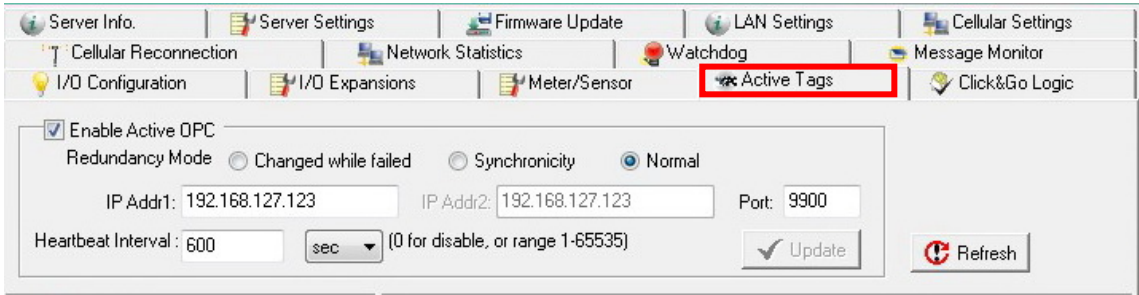 Server Info. Server Settings Firmware Update LAN Settings Cellular Settings
Cellular Reconnection Network Statistics Watchdog Message Monitor
I/O Configuration I/O Expansions Meter/Sensor Active Tags Click&Go Logic
Enable Active OPC
Redundancy Mode Changed while failed Synchronicity Normal
IP Addr1: 192.168.127.123 IP Addr2: 192.168.127.123 Port: 9900
Heartbeat Interval : 600 sec (0 for disable, or range 1-65535) Update Refresh